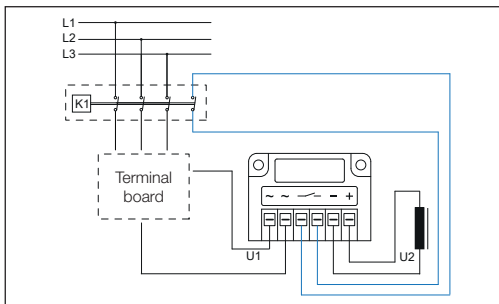 L1
L2
L3
K1
Terminal
board
~ ~ − +
U1
U2